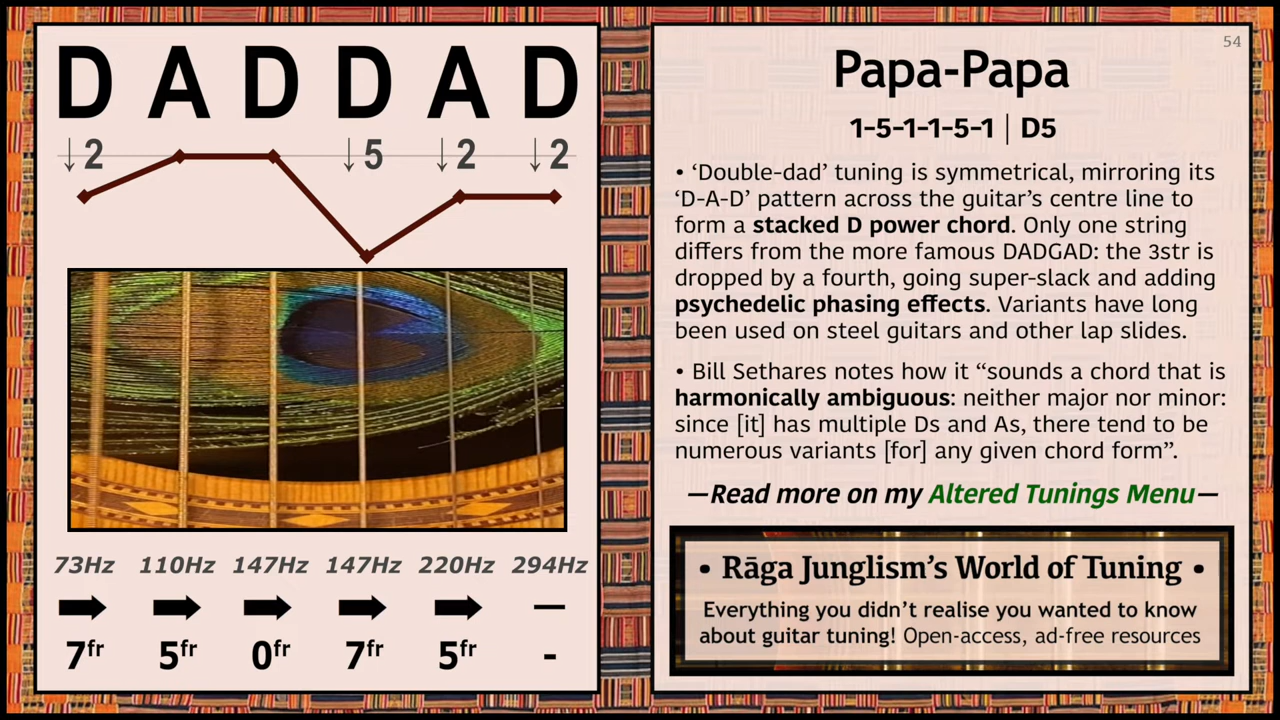 D A D D A D
↓2 ↓5 ↓2 ↓2
73Hz 110Hz 147Hz 147Hz 220Hz 294Hz
7fr 5fr 0fr 7fr 5fr -
54
Papa-Papa
1-5-1-1-5-1 | D5
• ‘Double-dad’ tuning is symmetrical, mirroring its
‘D-A-D’ pattern across the guitar’s centre line to
form a stacked D power chord. Only one string
differs from the more famous DADGAD: the 3str is
dropped by a fourth, going super-slack and adding
psychedelic phasing effects. Variants have long
been used on steel guitars and other lap slides.
• Bill Sethares notes how it “sounds a chord that is
harmonically ambiguous: neither major nor minor:
since [it] has multiple Ds and As, there tend to be
numerous variants [for] any given chord form”.
—Read more on my Altered Tunings Menu—
• Rāga Junglism’s World of Tuning •
Everything you didn’t realise you wanted to know
about guitar tuning! Open-access, ad-free resources